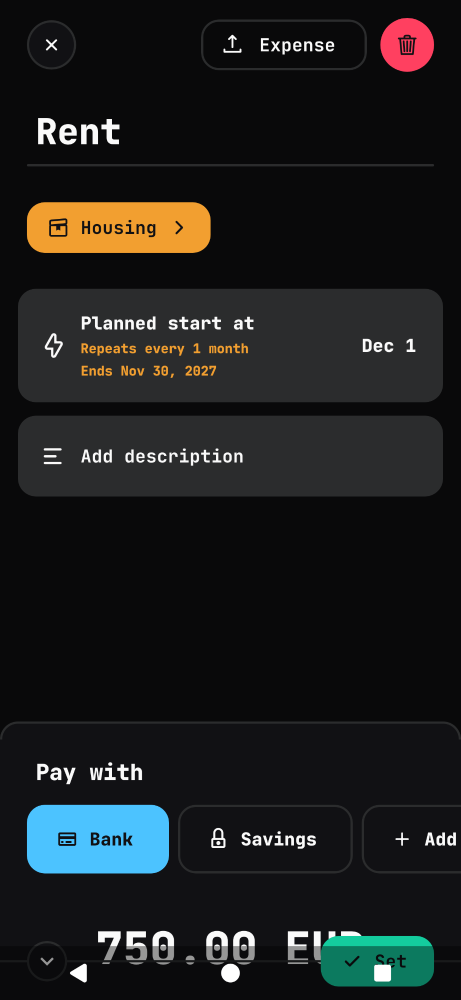 Expense
Rent
Housing
Planned start at
Repeats every 1 month
Ends Nov 30, 2027
Dec 1
Add description
Pay with
Bank
Savings
Add
750.00 EUR
Set